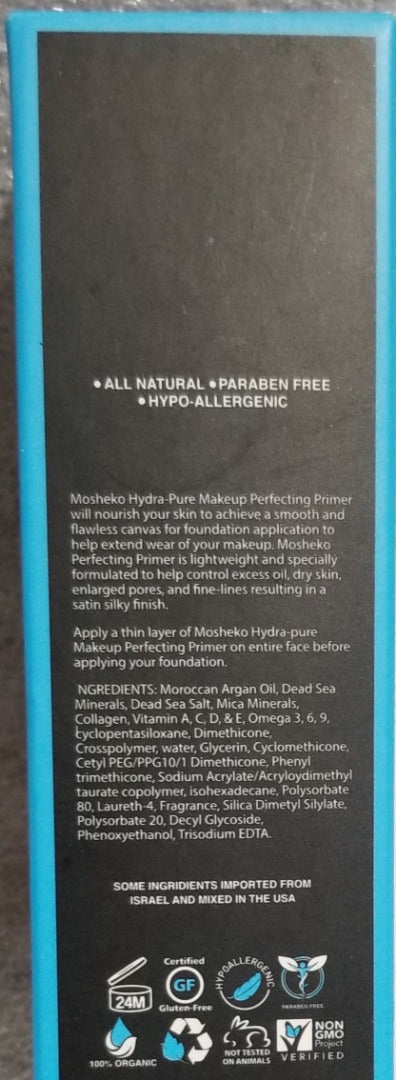 • ALL NATURAL • PARABEN FREE
• HYPO-ALLERGENIC
Mosheko Hydra-Pure Makeup Perfecting Primer
will nourish your skin to achieve a smooth and
flawless canvas for foundation application to
help extend wear of your makeup. Mosheko
Perfecting Primer is lightweight and specially
formulated to help control excess oil, dry skin,
enlarged pores, and fine-lines resulting in a
satin silky finish.
Apply a thin layer of Mosheko Hydra-pure
Makeup Perfecting Primer on entire face before
applying your foundation.
NGREDIENTS: Moroccan Argan Oil, Dead Sea
Minerals, Dead Sea Salt, Mica Minerals,
Collagen, Vitamin A, C, D, & E, Omega 3, 6, 9,
cyclopentasiloxane, Dimethicone,
Crosspolymer, water, Glycerin, Cyclomethicone,
Cetyl PEG/PPG10/1 Dimethicone, Phenyl
trimethicone, Sodium Acrylate/Acryloydimethyl
taurate copolymer, isohexadecane, Polysorbate
80, Laureth-4, Fragrance, Silica Dimetyl Silylate,
Polysorbate 20, Decyl Glycoside,
Phenoxyethanol, Trisodium EDTA.
SOME INGRIDIENTS IMPORTED FROM
ISRAEL AND MIXED IN THE USA
24M
Certified
GF
Gluten-Free
HYPOALLERGENIC
PARABEN FREE
100% ORGANIC
NOT TESTED
ON ANIMALS
NON
GMO
Project
VERIFIED